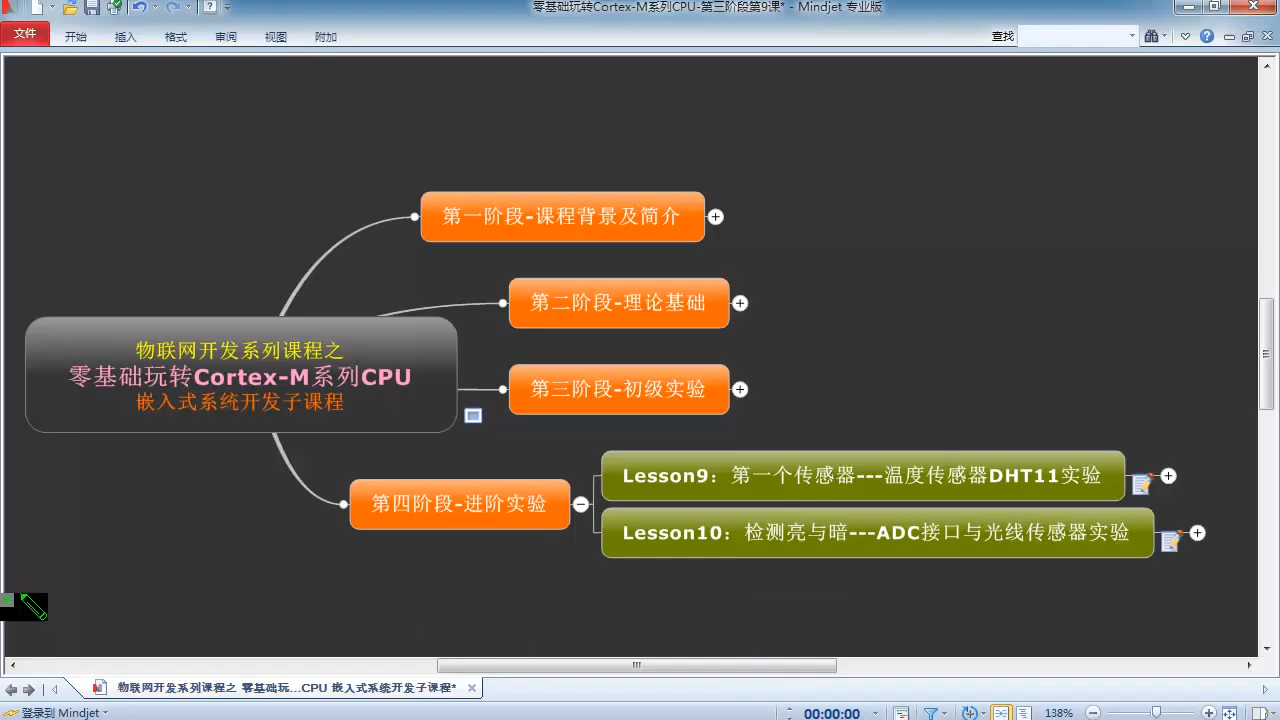 零基础玩转Cortex-M系列CPU-第三阶段第9课* - Mindjet 专业版
文件 开始 插入 格式 审阅 视图 附加 查找
第一阶段-课程背景及简介
第二阶段-理论基础
物联网开发系列课程之
零基础玩转Cortex-M系列CPU
嵌入式系统开发子课程
第三阶段-初级实验
Lesson9：第一个传感器---温度传感器DHT11实验
第四阶段-进阶实验
Lesson10：检测亮与暗---ADC接口与光线传感器实验
物联网开发系列课程之 零基础玩...CPU 嵌入式系统开发子课程*
登录到 Mindjet 00:00:00 138%